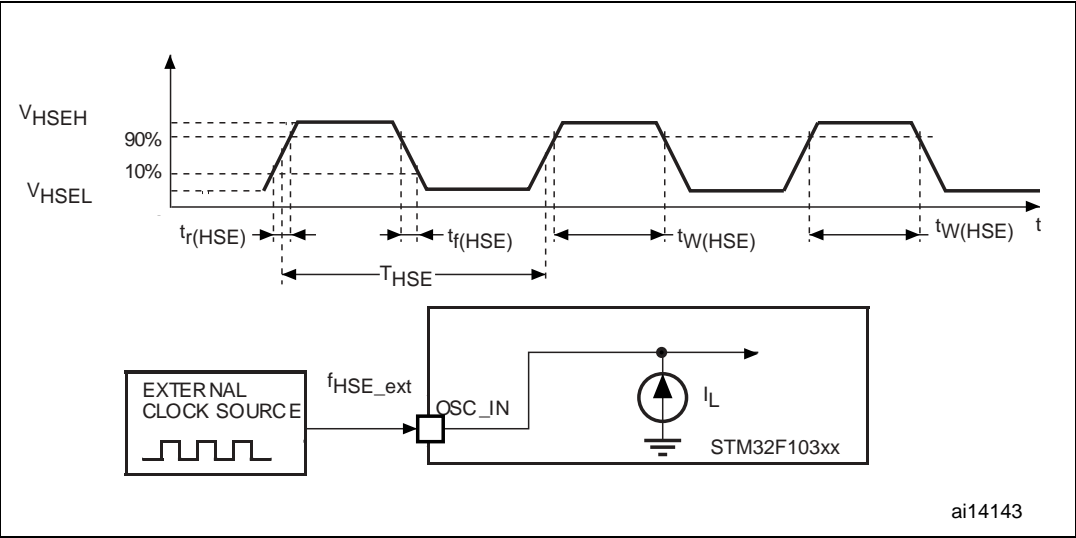 VHSEH
90%
10%
VHSEL
tr(HSE)
tf(HSE)
tW(HSE)
tW(HSE)
t
THSE
EXTERNAL
CLOCK SOURCE
fHSE_ext
OSC_IN
IL
STM32F103xx
ai14143